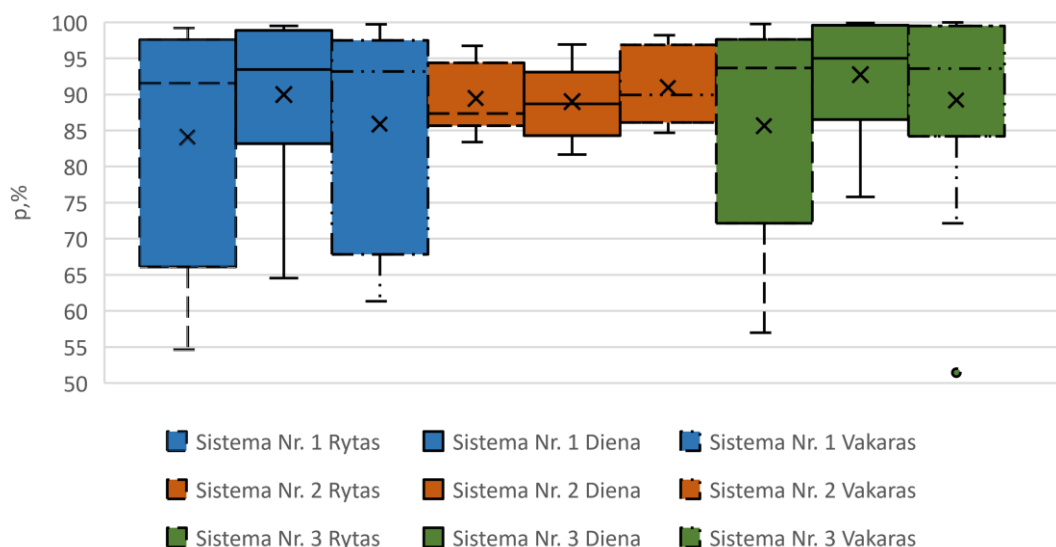 100
95
90
85
80
75
70
65
60
55
50
p,%
Sistema Nr. 1 Rytas Sistema Nr. 1 Diena Sistema Nr. 1 Vakaras
Sistema Nr. 2 Rytas Sistema Nr. 2 Diena Sistema Nr. 2 Vakaras
Sistema Nr. 3 Rytas Sistema Nr. 3 Diena Sistema Nr. 3 Vakaras